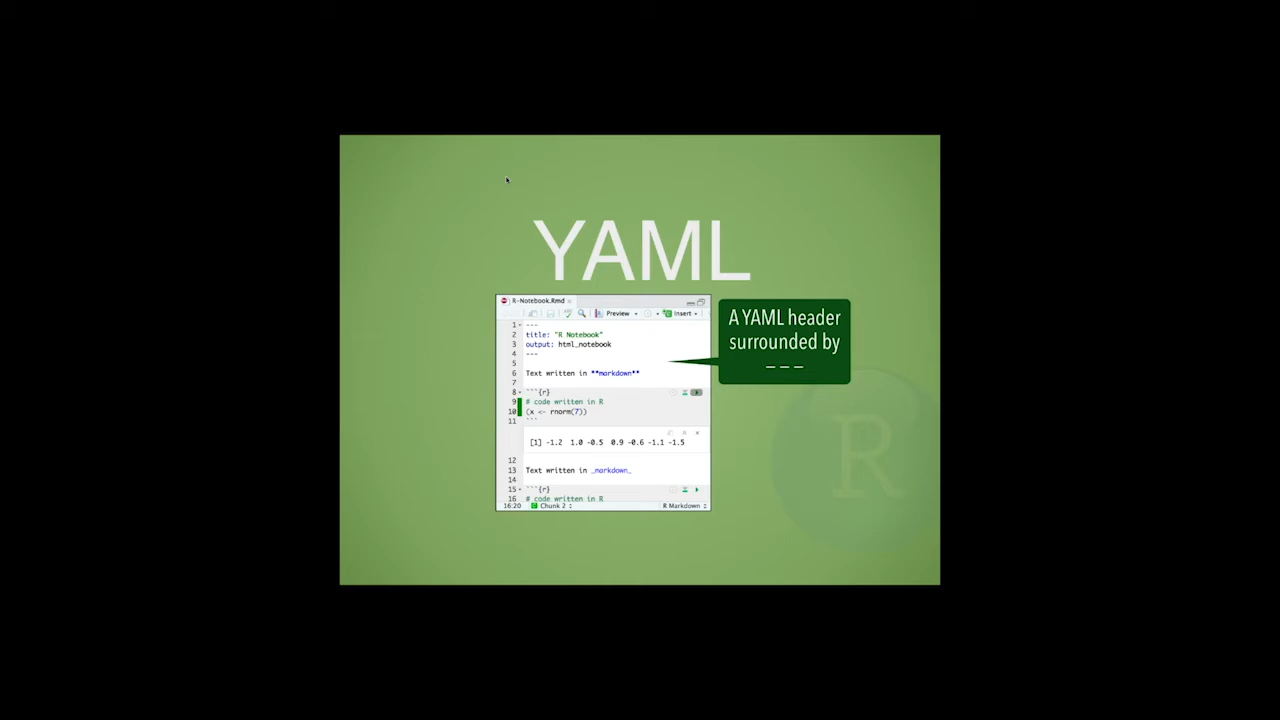 YAML
R-Notebook.Rmd
Preview
Insert
1 ---
2 title: "R Notebook"
3 output: html_notebook
4 ---
5
6 Text written in **markdown**
7
8 ```{r}
9 # code written in R
10 (x <- rnorm(7))
11 ```
[1] -1.2 1.0 -0.5 0.9 -0.6 -1.1 -1.5
12
13 Text written in _markdown_
14
15 ```{r}
16 # code written in R
16:20 Chunk 2 R Markdown
A YAML header
surrounded by
---
R